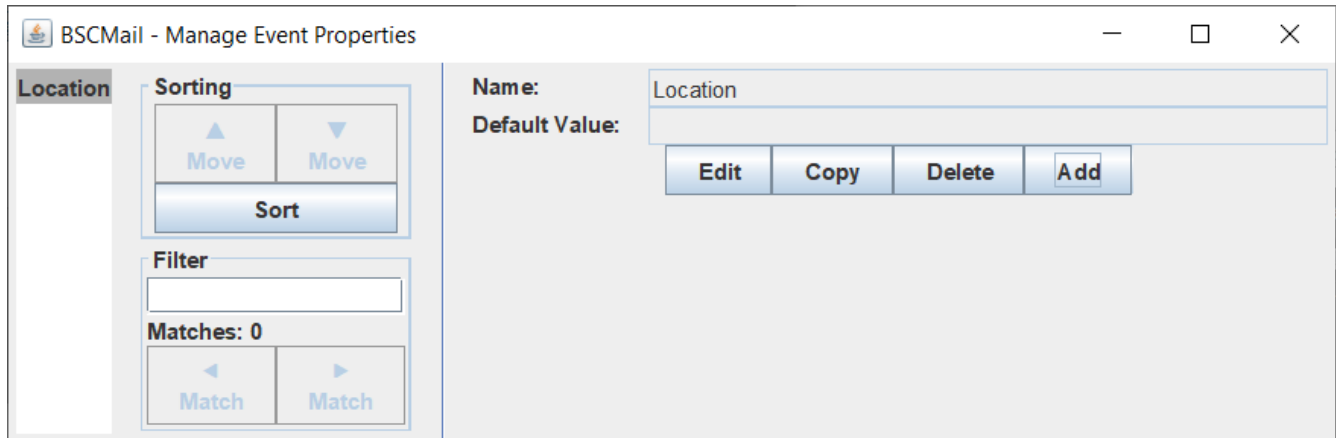 BSCMail - Manage Event Properties
Location
Sorting
▲ ▼
Move Move
Sort
Filter
Matches: 0
◄ ►
Match Match
Name: Location
Default Value:
Edit Copy Delete Add